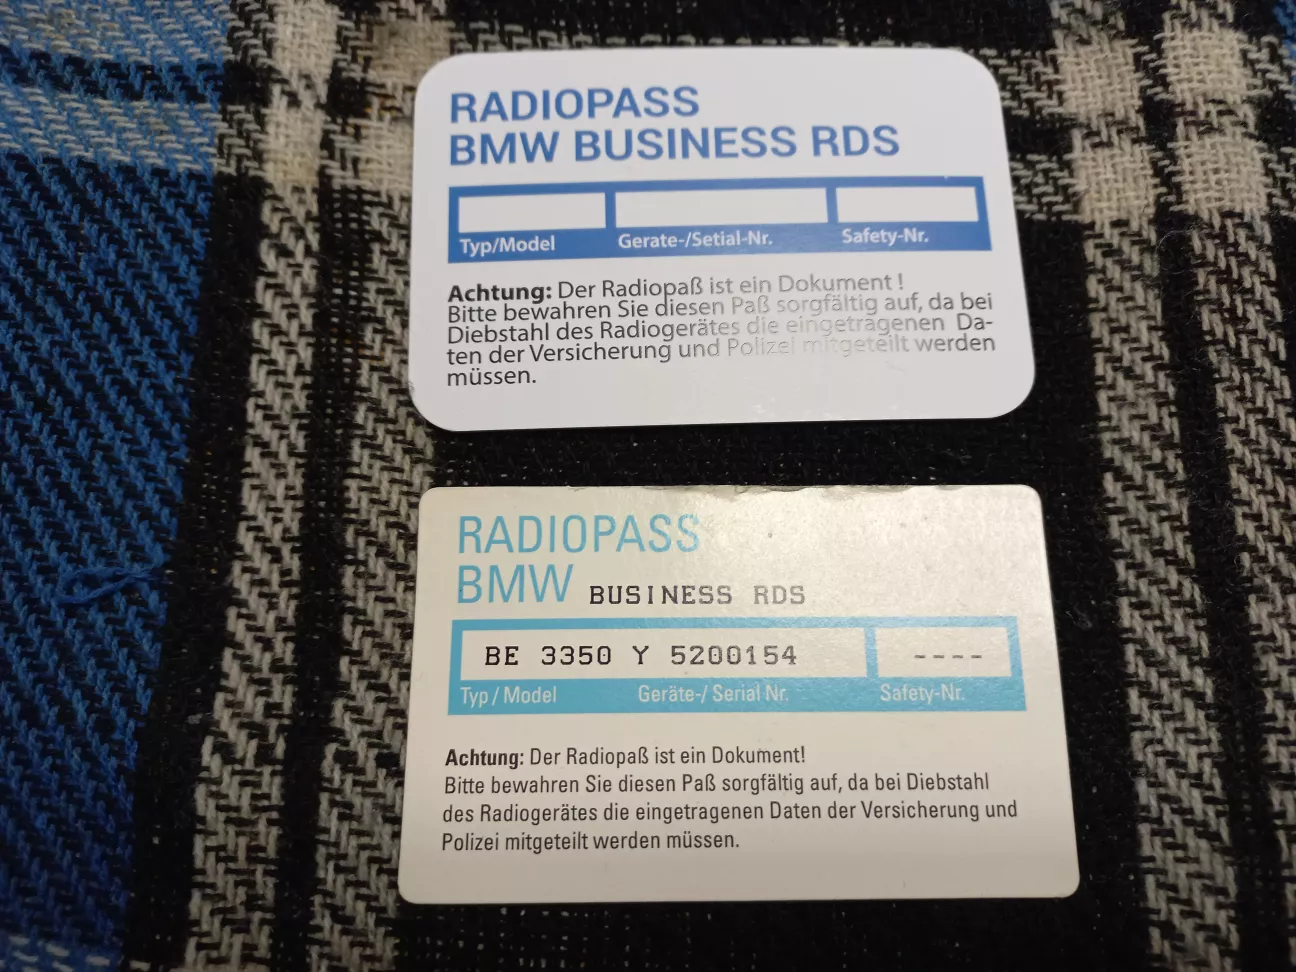 RADIOPASS
BMW BUSINESS RDS
Typ/Model Gerate-/Setial-Nr. Safety-Nr.
Achtung: Der Radiopaß ist ein Dokument !
Bitte bewahren Sie diesen Paß sorgfältig auf, da bei
Diebstahl des Radiogerätes die eingetragenen Da-
ten der Versicherung und Polizei mitgeteilt werden
müssen.
RADIOPASS
BMW BUSINESS RDS
BE 3350 Y 5200154 ----
Typ / Model Geräte-/ Serial Nr. Safety-Nr.
Achtung: Der Radiopaß ist ein Dokument!
Bitte bewahren Sie diesen Paß sorgfältig auf, da bei Diebstahl
des Radiogerätes die eingetragenen Daten der Versicherung und
Polizei mitgeteilt werden müssen.